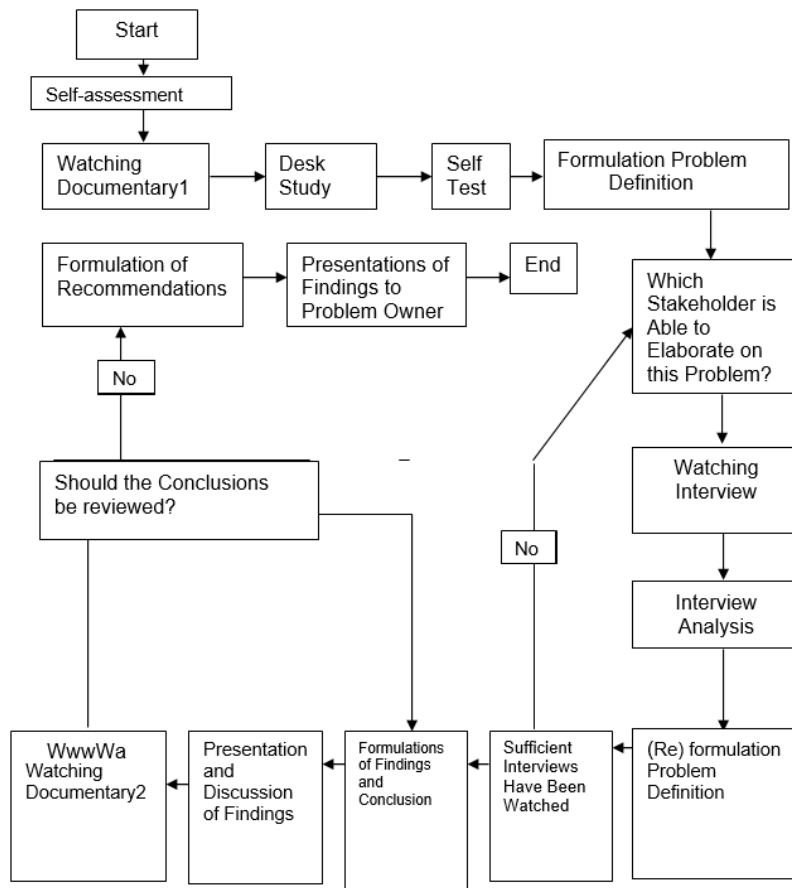 Start
Self-assessment
Watching
Documentary1
Desk
Study
Self
Test
Formulation Problem
Definition
Formulation of
Recommendations
Presentations of
Findings to
Problem Owner
End
Which
Stakeholder is
Able to
Elaborate on
this Problem?
No
Should the Conclusions
be reviewed?
Watching
Interview
No
Interview
Analysis
WwwWa
Watching
Documentary2
Presentation
and
Discussion
of Findings
Formulations
of Findings
and
Conclusion
Sufficient
Interviews
Have Been
Watched
(Re) formulation
Problem
Definition